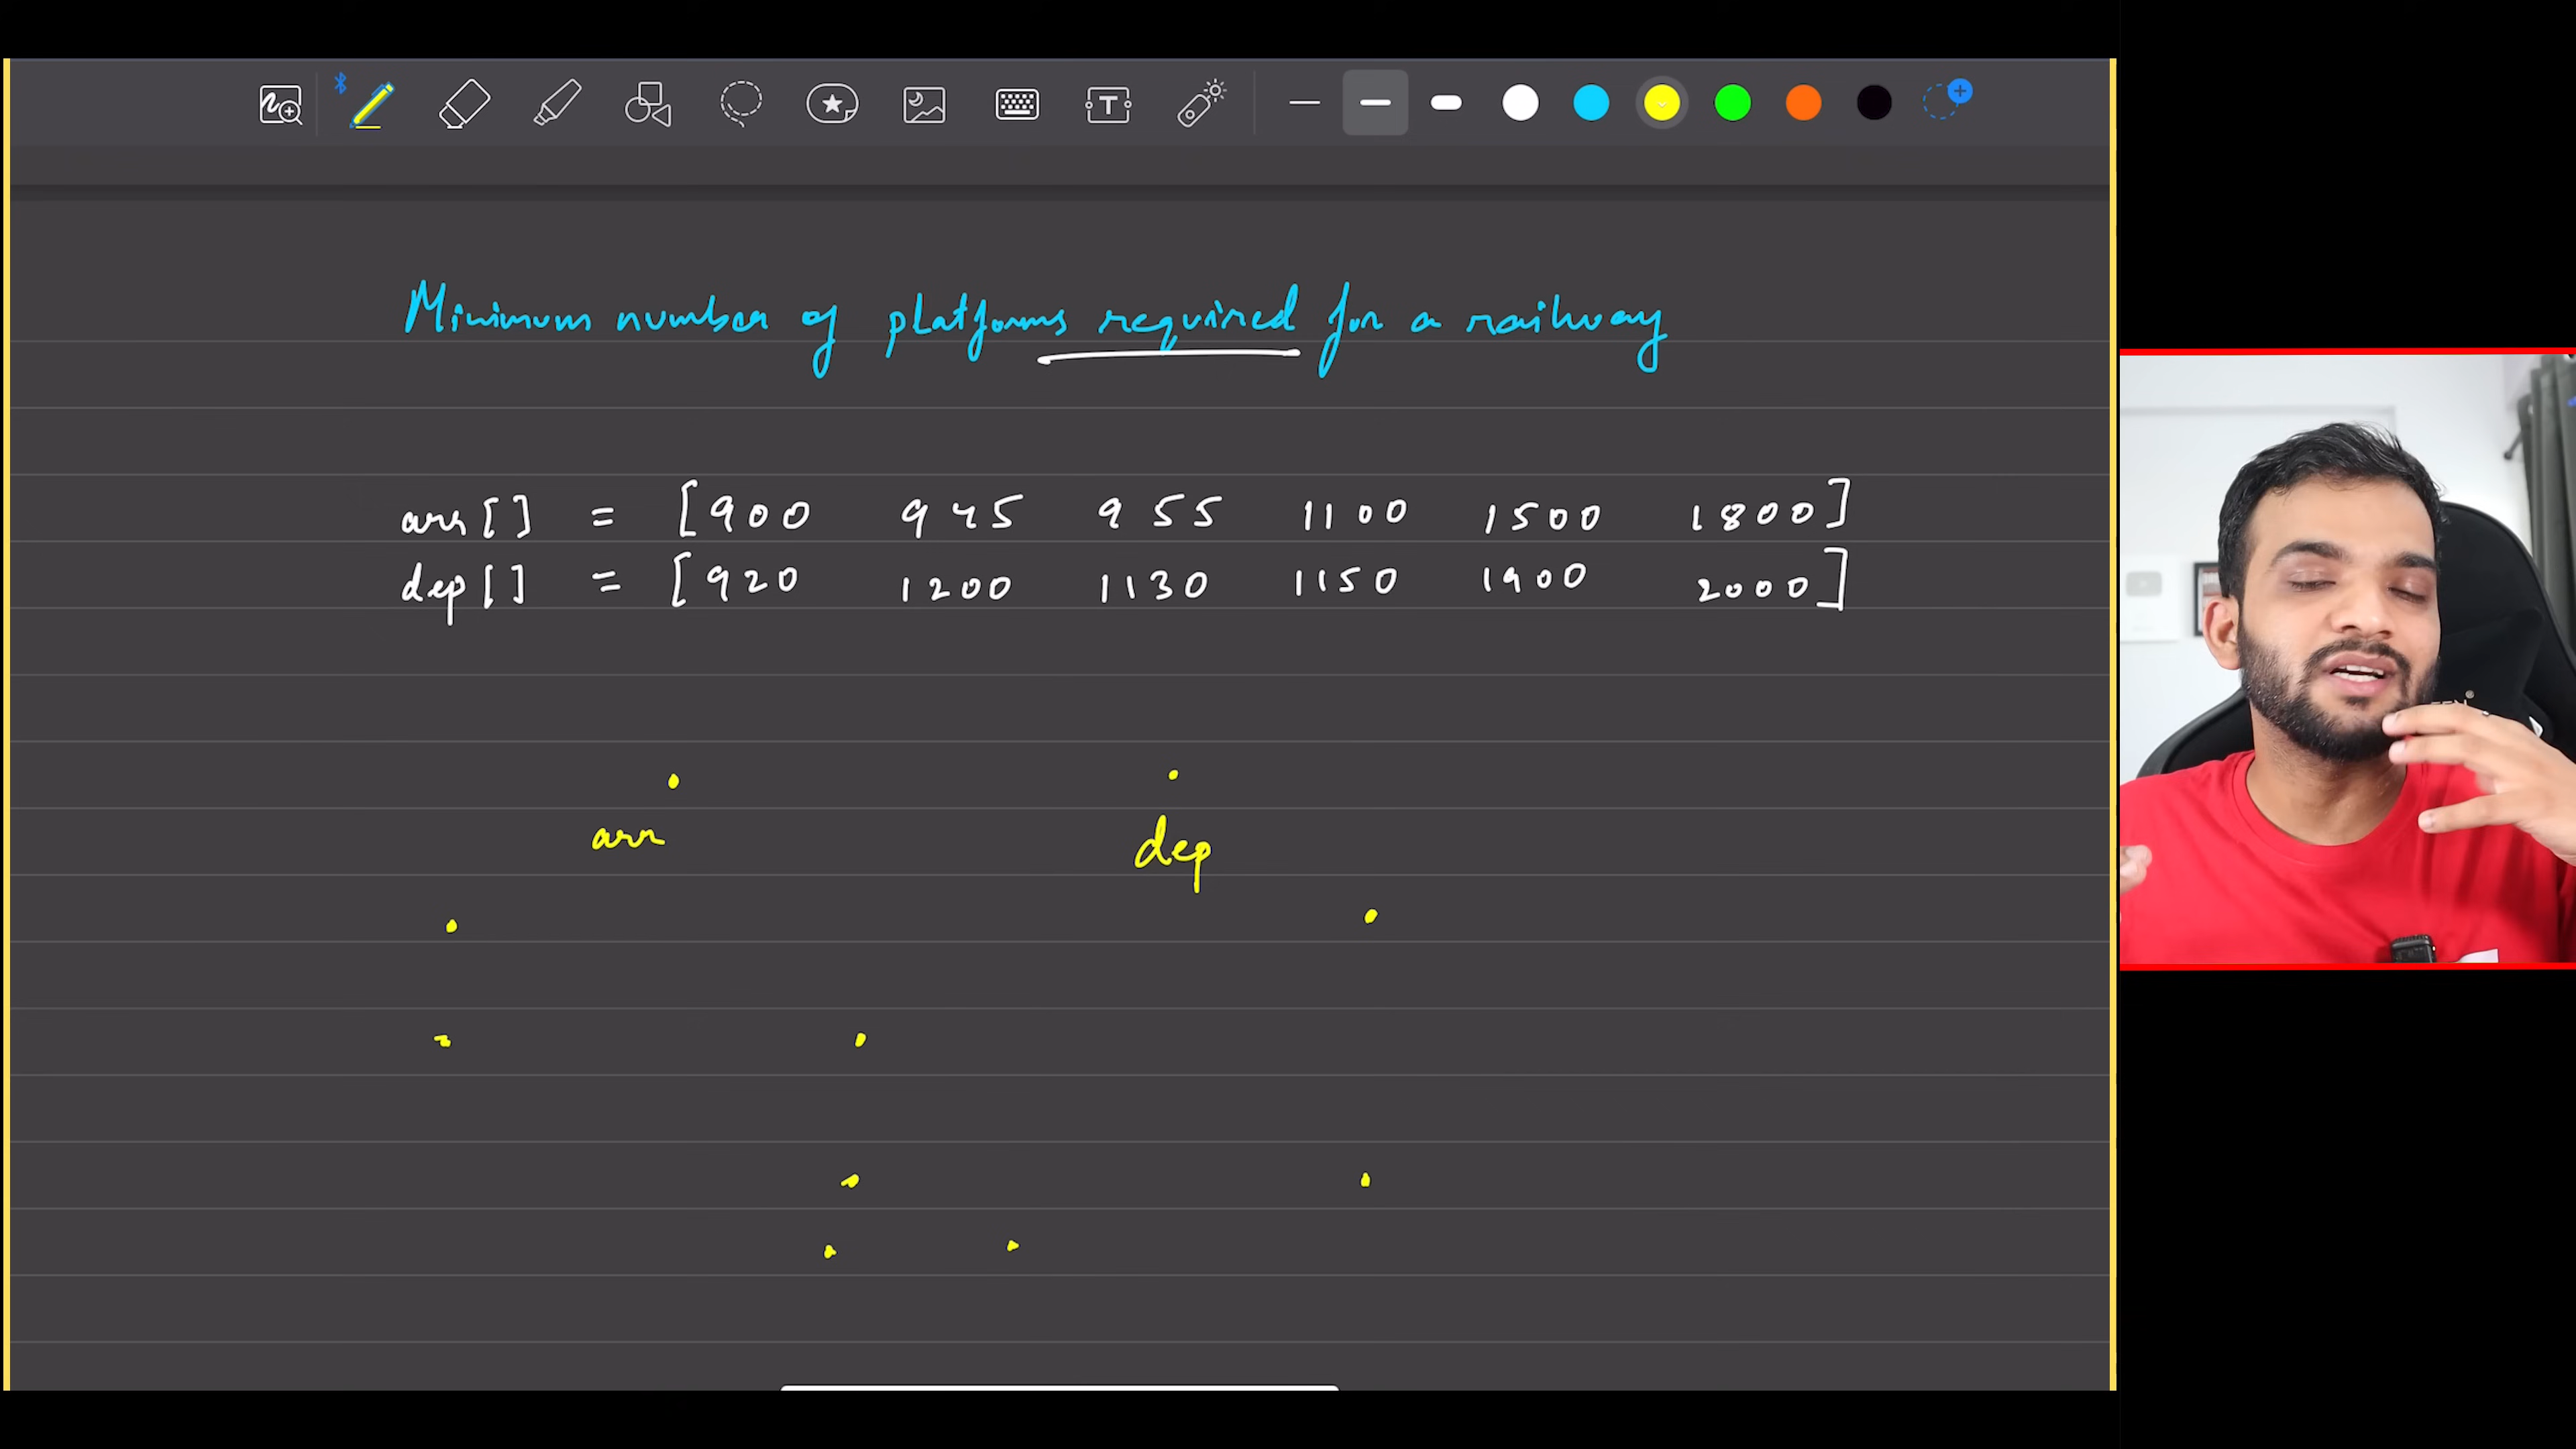 Minimum number of platforms required for a railway
arr[] = [900 945 955 1100 1500 1800]
dep[] = [920 1200 1130 1150 1900 2000]
arr dep